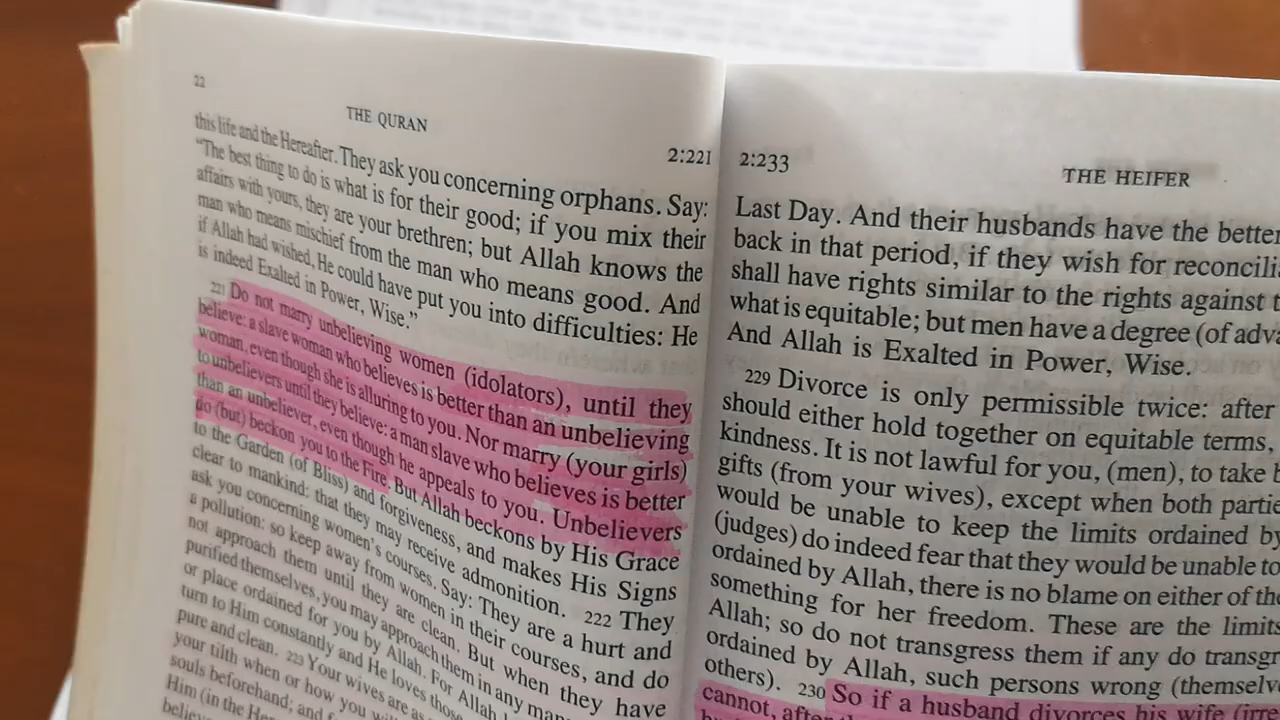 22
THE QURAN
2:221
this life and the Hereafter. They ask you concerning orphans. Say:
"The best thing to do is what is for their good; if you mix their
affairs with yours, they are your brethren; but Allah knows the
man who means mischief from the man who means good. And
if Allah had wished, He could have put you into difficulties: He
is indeed Exalted in Power, Wise."
221 Do not marry unbelieving women (idolators), until they
believe: a slave woman who believes is better than an unbelieving
woman, even though she is alluring to you. Nor marry (your girls)
to unbelievers until they believe: a man slave who believes is better
than an unbeliever, even though he appeals to you. Unbelievers
do (but) beckon you to the Fire. But Allah beckons by His Grace
to the Garden (of Bliss) and forgiveness, and makes His Signs
clear to mankind: that they may receive admonition. 222 They
ask you concerning women's courses. Say: They are a hurt and
a pollution: so keep away from women in their courses, and do
not approach them until they are clean. But when they have
purified themselves, you may approach them in any man
or place ordained for you by Allah. For Allah l
turn to Him constantly and He loves those
pure and clean. 223 Your wives are as
your tilth when or how you wi
souls beforehand; and f
Him (in the He
believe
2:233
THE HEIFER
Last Day. And their husbands have the better
back in that period, if they wish for reconcili
shall have rights similar to the rights against t
what is equitable; but men have a degree (of adva
And Allah is Exalted in Power, Wise.
229 Divorce is only permissible twice: after
should either hold together on equitable terms,
kindness. It is not lawful for you, (men), to take b
gifts (from your wives), except when both partie
would be unable to keep the limits ordained by
(judges) do indeed fear that they would be unable to
ordained by Allah, there is no blame on either of the
something for her freedom. These are the limits
Allah; so do not transgress them if any do transgr
ordained by Allah, such persons wrong (themselve
others). 230 So if a husband divorces his wife (irre
cannot, after